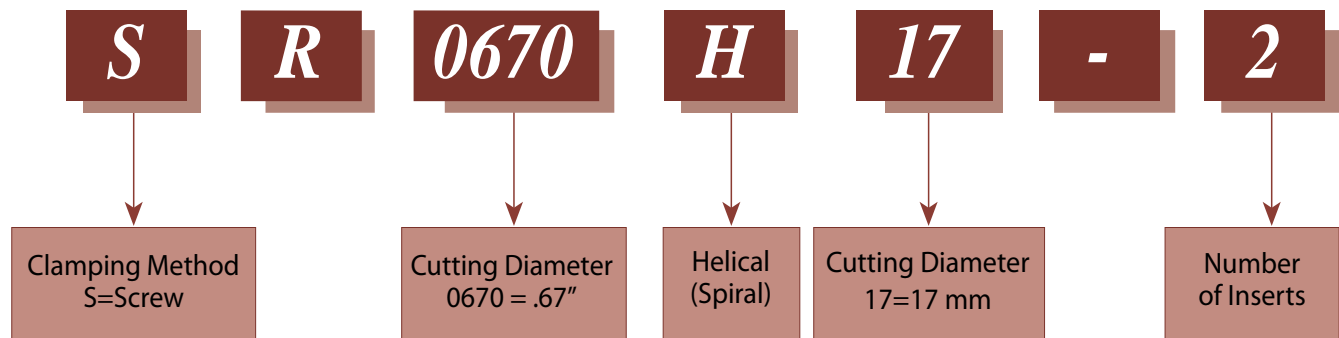 S R 0670 H 17 - 2
Clamping Method
S=Screw
Cutting Diameter
0670 = .67"
Helical
(Spiral)
Cutting Diameter
17=17 mm
Number
of Inserts